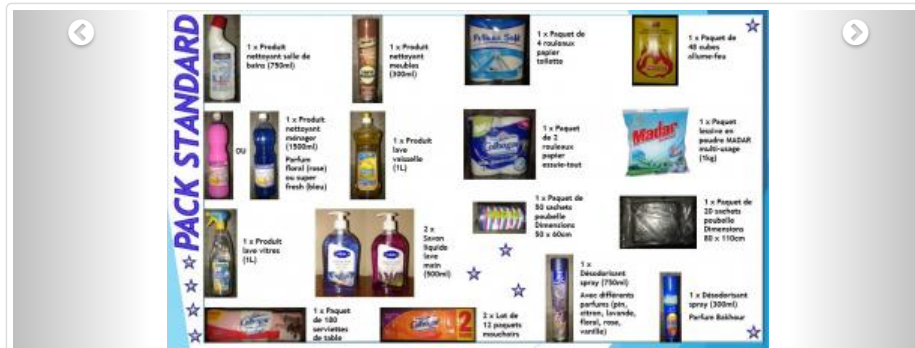 PACK STANDARD
1 x Produit
nettoyant salle de
bains (750ml)
1 x Produit
nettoyant
meubles
(300ml)
1 x Paquet de
4 rouleaux
papier
toilette
1 x Paquet de
48 cubes
allume-feu
OU
1 x Produit
nettoyant
ménager
(1500ml)
Parfum
floral (rose)
ou super
fresh (bleu)
1 x Produit
lave
vaisselle
(1L)
1 x Paquet
de 2
rouleaux
papier
essuie-tout
Madar
1 x Paquet
lessive en
poudre MADAR
multi-usage
(1kg)
1 x Produit
lave vitres
(1L)
2 x
Savon
liquide
lave
main
(500ml)
1 x Paquet de
50 sachets
poubelle
Dimensions
50 x 60cm
1 x Paquet de
20 sachets
poubelle
Dimensions
80 x 110cm
1 x Paquet
de 100
serviettes
de table
2
2 x Lot de
12 paquets
mouchoirs
1 x
Désodorisant
spray (750ml)
Avec différents
parfums (pin,
citron, lavande,
floral, rose,
vanille)
1 x Désodorisant
spray (300ml)
Parfum Bakhour